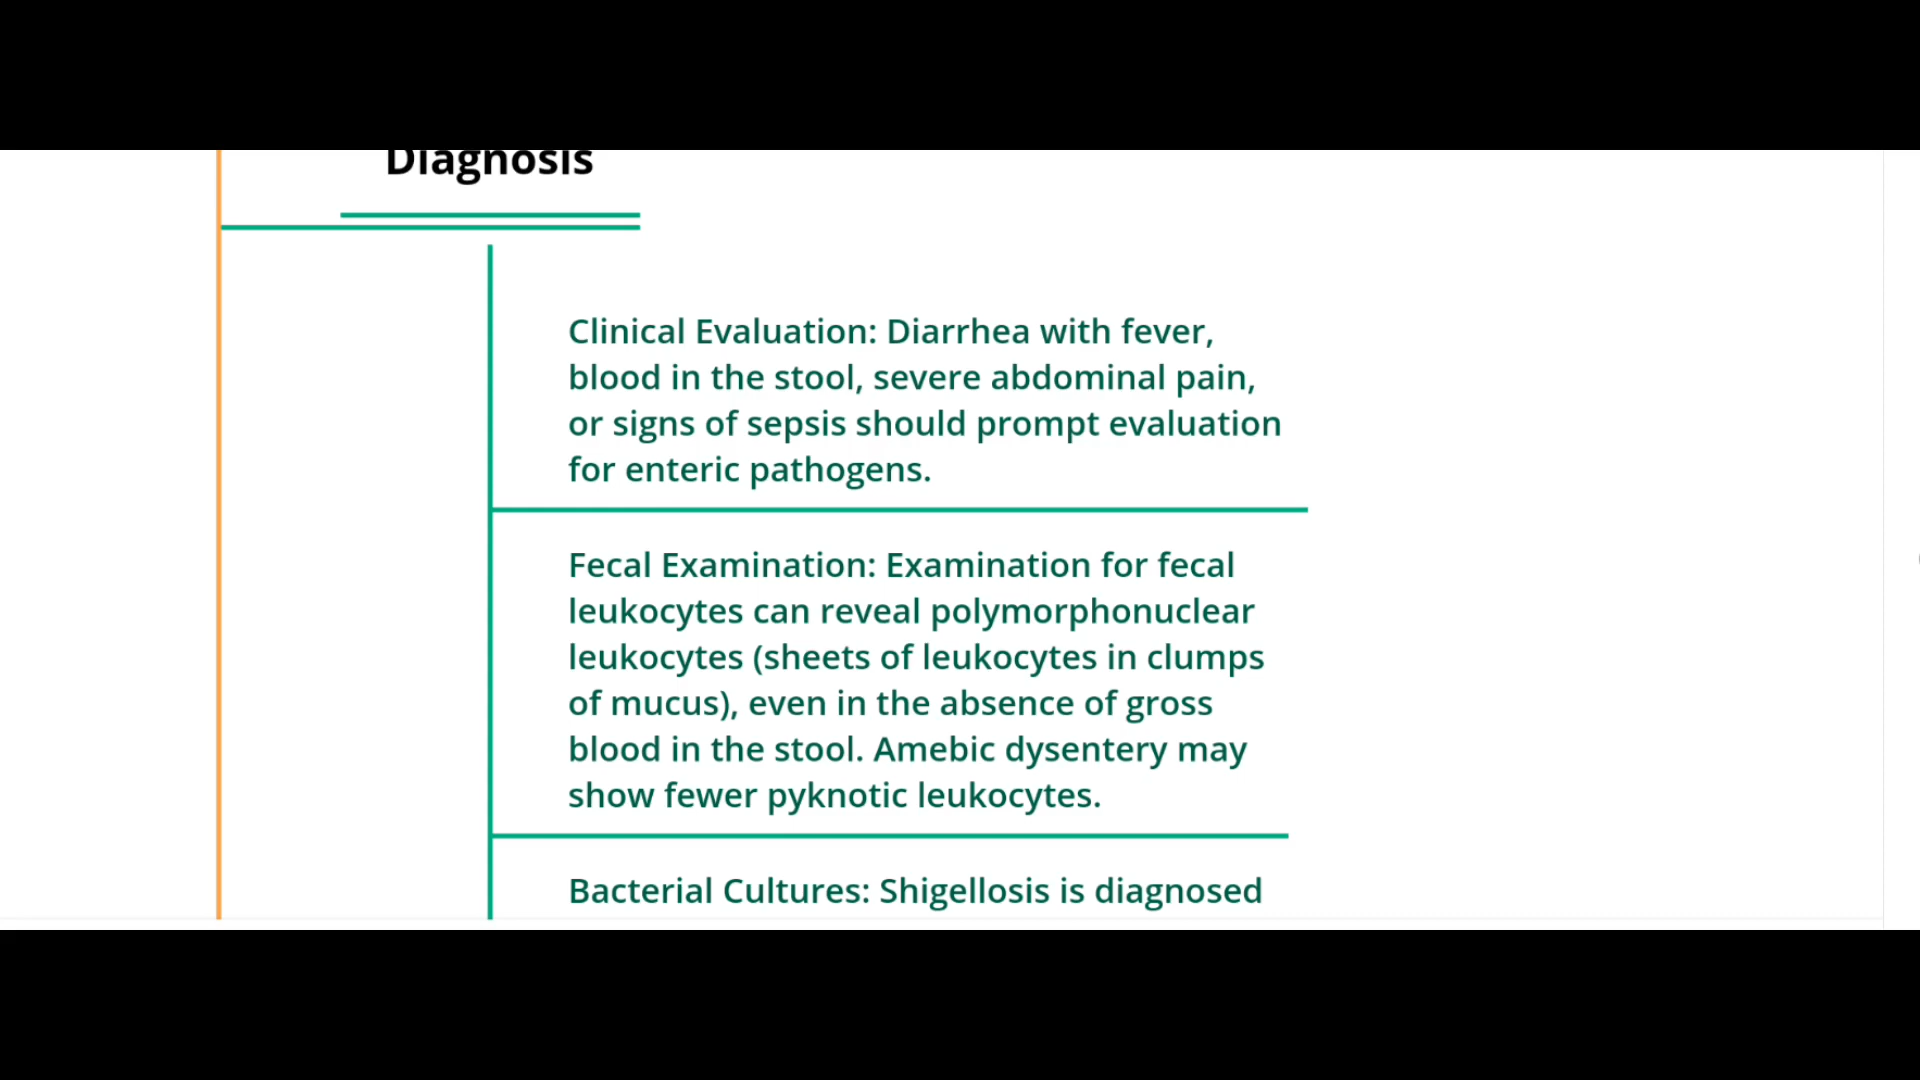 Diagnosis
Clinical Evaluation: Diarrhea with fever,
blood in the stool, severe abdominal pain,
or signs of sepsis should prompt evaluation
for enteric pathogens.
Fecal Examination: Examination for fecal
leukocytes can reveal polymorphonuclear
leukocytes (sheets of leukocytes in clumps
of mucus), even in the absence of gross
blood in the stool. Amebic dysentery may
show fewer pyknotic leukocytes.
Bacterial Cultures: Shigellosis is diagnosed